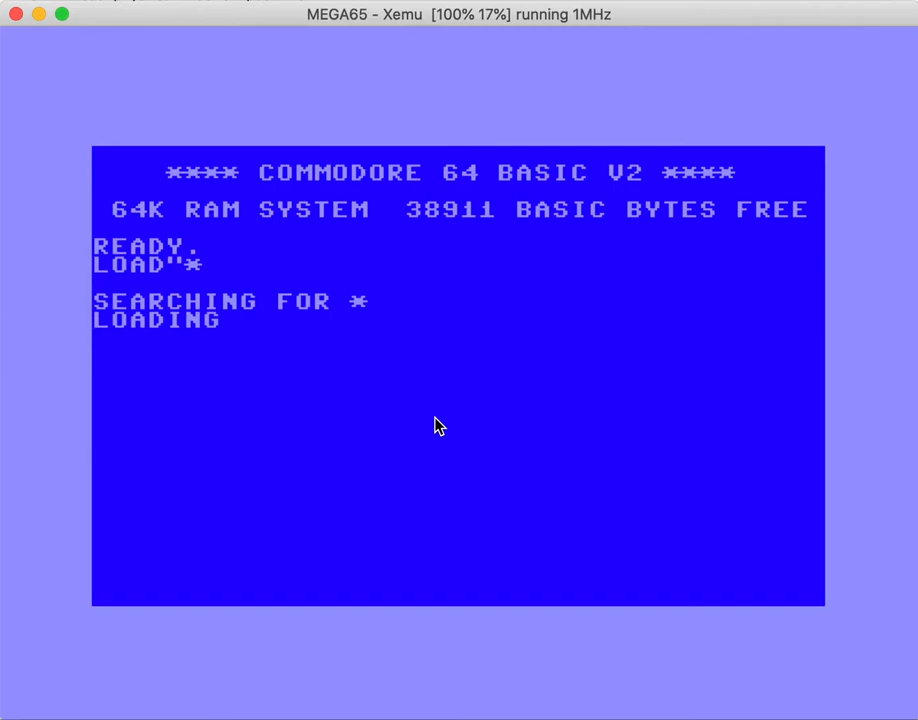 MEGA65 - Xemu [100% 17%] running 1MHz
**** COMMODORE 64 BASIC V2 ****
64K RAM SYSTEM 38911 BASIC BYTES FREE
READY.
LOAD"*
SEARCHING FOR *
LOADING